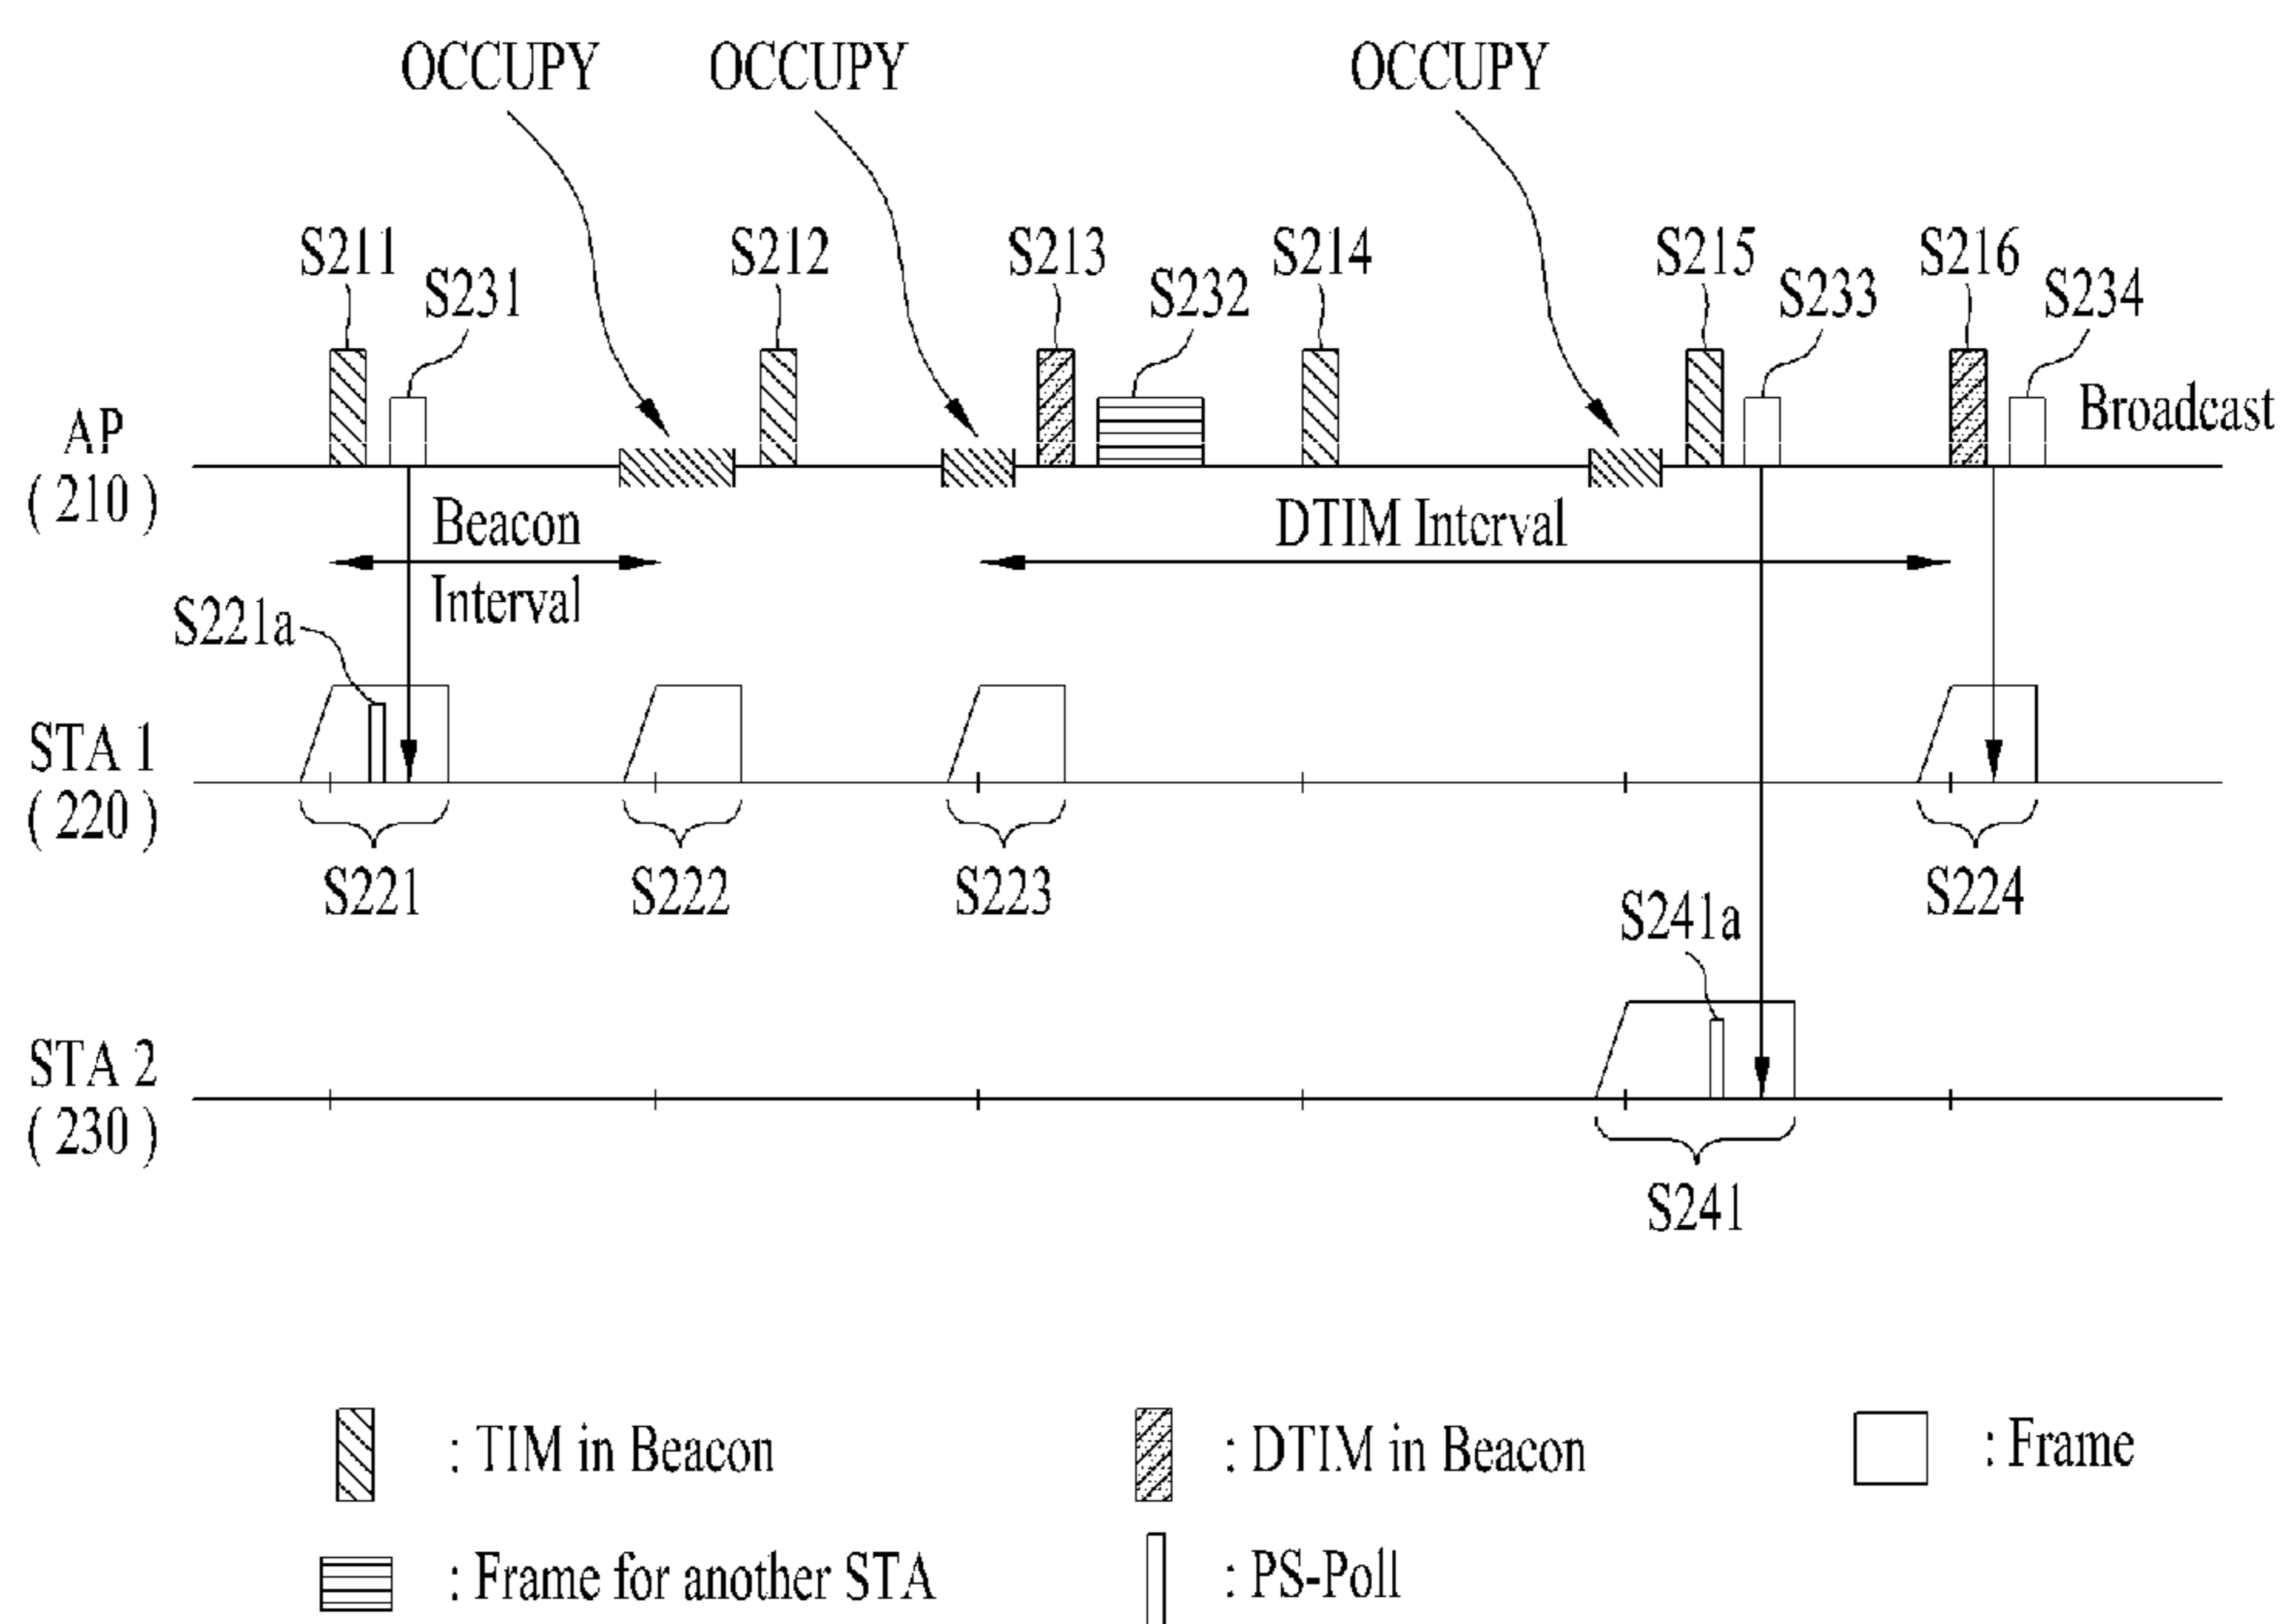 OCCUPY OCCUPY OCCUPY
S211 S212 S213 S214 S215 S216
S231 S232 S233 S234
AP
( 210 )
Broadcast
Beacon
Interval
DTIM Interval
S221a
STA 1
( 220 )
S221 S222 S223 S224
S241a
STA 2
( 230 )
S241
: TIM in Beacon : DTIM in Beacon : Frame
: Frame for another STA : PS-Poll